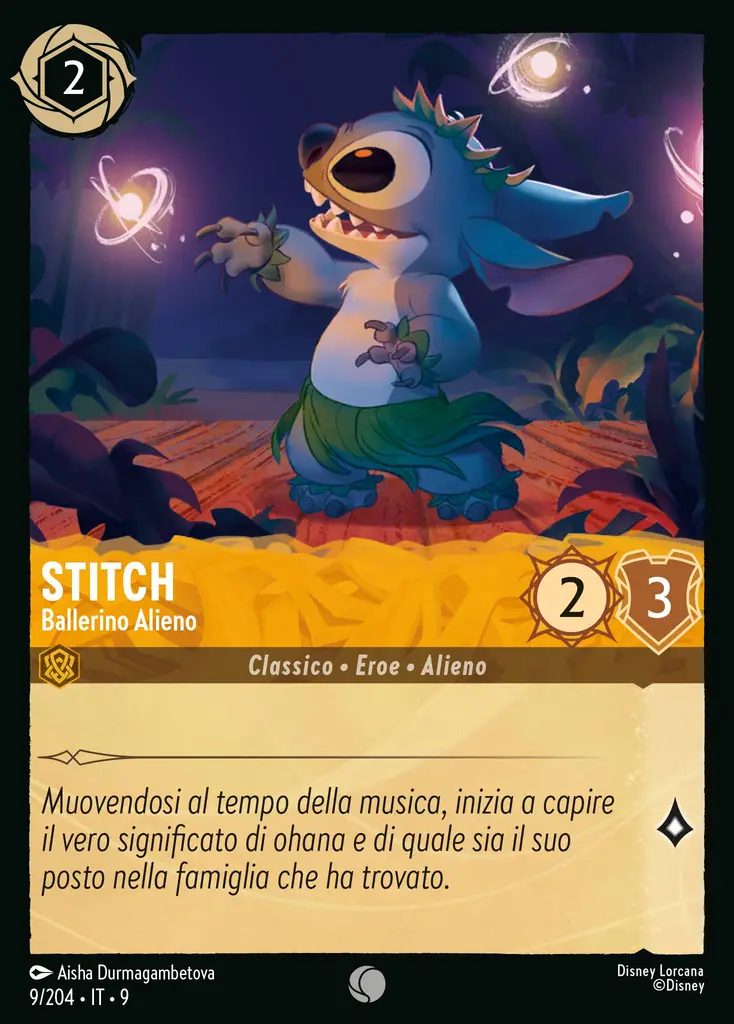 2
STITCH
Ballerino Alieno
2
3
Classico • Eroe • Alieno
Muovendosi al tempo della musica, inizia a capire
il vero significato di ohana e di quale sia il suo
posto nella famiglia che ha trovato.
Aisha Durmagambetova
9/204 • IT • 9
Disney Lorcana
©Disney